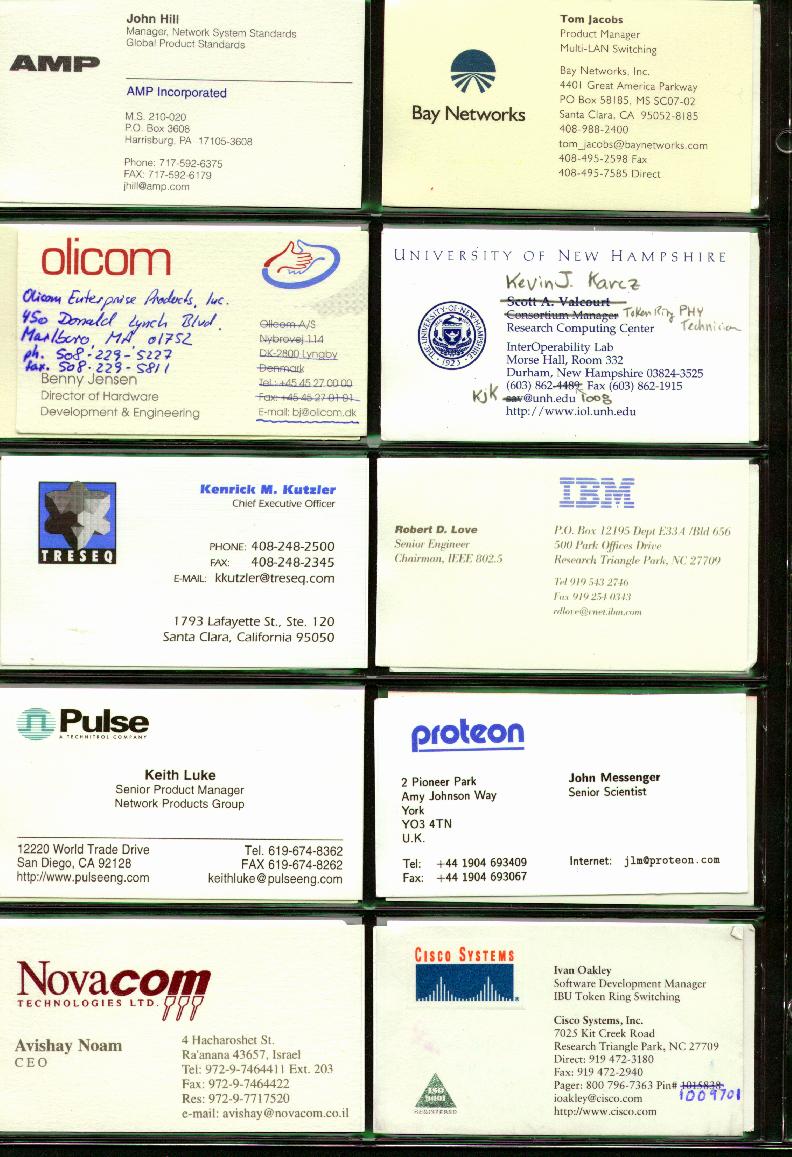 John Hill
Manager, Network System Standards
Global Product Standards
AMP
AMP Incorporated
M.S. 210-020
P.O. Box 3608
Harrisburg, PA 17105-3608
Phone: 717-592-6375
FAX: 717-592-6179
jhill@amp.com
Tom Jacobs
Product Manager
Multi-LAN Switching
Bay Networks
Bay Networks, Inc.
4401 Great America Parkway
PO Box 58185, MS SC07-02
Santa Clara, CA 95052-8185
408-988-2400
tom_jacobs@baynetworks.com
408-495-2598 Fax
408-495-7585 Direct
olicom
Olicom Enterprise Products, Inc.
450 Donald Lynch Blvd.
Marlboro, MA 01752
ph. 508-229-5227
fax. 508-229-5811
Benny Jensen
Director of Hardware
Development & Engineering
Olicom A/S
Nybrovej 114
DK-2800 Lyngby
Denmark
Tel.: +45 45 27 00 00
Fax: +45 45 27 01 01
E-mail: bj@olicom.dk
UNIVERSITY OF NEW HAMPSHIRE
Kevin J. Karcz
Scott A. Valcourt
Consortium Manager Token Ring PHY
Technician
Research Computing Center
InterOperability Lab
Morse Hall, Room 332
Durham, New Hampshire 03824-3525
(603) 862-4489 Fax (603) 862-1915
kjk sav@unh.edu 1008
http://www.iol.unh.edu
THE UNIVERSITY OF NEW HAMPSHIRE
1923
TRESEQ
Kenrick M. Kutzler
Chief Executive Officer
PHONE: 408-248-2500
FAX: 408-248-2345
E-MAIL: kkutzler@treseq.com
1793 Lafayette St., Ste. 120
Santa Clara, California 95050
IBM
Robert D. Love
Senior Engineer
Chairman, IEEE 802.5
P.O. Box 12195 Dept E33A /Bld 656
500 Park Offices Drive
Research Triangle Park, NC 27709
Tel 919 543 2746
Fax 919 254 0343
rdlove@vnet.ibm.com
Pulse
A TECHNITROL COMPANY
Keith Luke
Senior Product Manager
Network Products Group
12220 World Trade Drive
San Diego, CA 92128
http://www.pulseeng.com
Tel. 619-674-8362
FAX 619-674-8262
keithluke@pulseeng.com
proteon
2 Pioneer Park
Amy Johnson Way
York
YO3 4TN
U.K.
Tel: +44 1904 693409
Fax: +44 1904 693067
John Messenger
Senior Scientist
Internet: jlm@proteon.com
Novacom
TECHNOLOGIES LTD.
Avishay Noam
CEO
4 Hacharoshet St.
Ra'anana 43657, Israel
Tel: 972-9-7464411 Ext. 203
Fax: 972-9-7464422
Res: 972-9-7717520
e-mail: avishay@novacom.co.il
CISCO SYSTEMS
ISO
9001
REGISTERED
Ivan Oakley
Software Development Manager
IBU Token Ring Switching
Cisco Systems, Inc.
7025 Kit Creek Road
Research Triangle Park, NC 27709
Direct: 919 472-3180
Fax: 919 472-2940
Pager: 800 796-7363 Pin# 1015838
1009701
ioakley@cisco.com
http://www.cisco.com